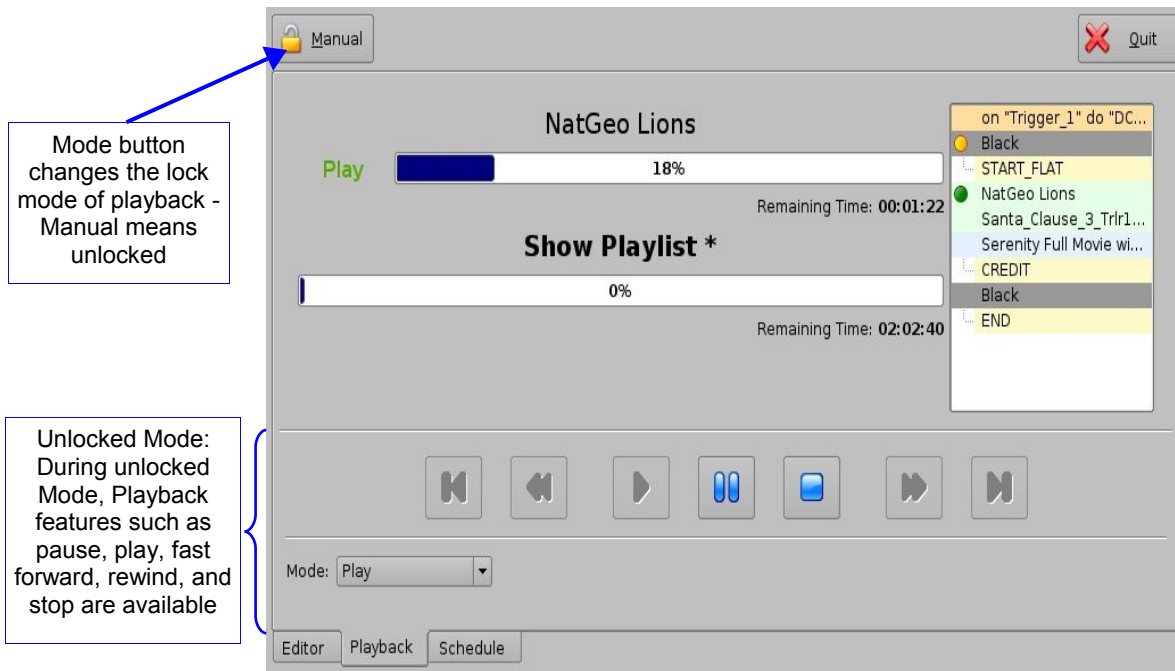 Manual
Quit
Mode button
changes the lock
mode of playback -
Manual means
unlocked
NatGeo Lions
Play
18%
Remaining Time: 00:01:22
Show Playlist *
0%
Remaining Time: 02:02:40
on "Trigger_1" do "DC...
Black
START_FLAT
NatGeo Lions
Santa_Clause_3_Trlr1...
Serenity Full Movie wi...
CREDIT
Black
END
Unlocked Mode:
During unlocked
Mode, Playback
features such as
pause, play, fast
forward, rewind, and
stop are available
Mode: Play
Editor
Playback
Schedule